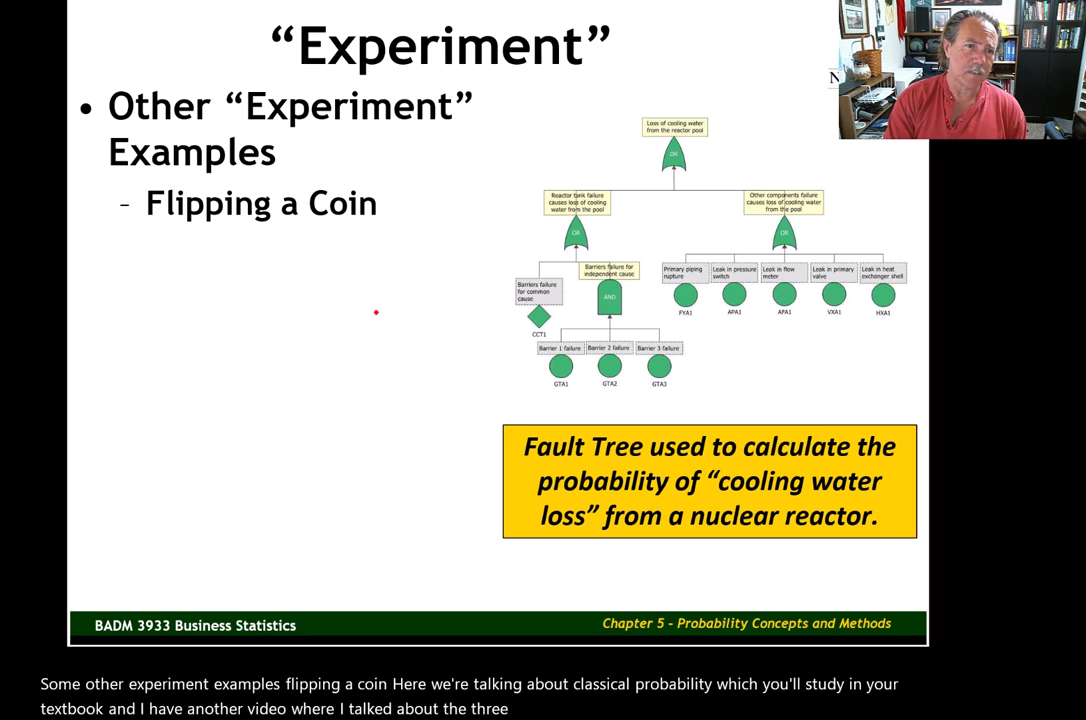 “Experiment”
• Other “Experiment”
Examples
– Flipping a Coin
N
Loss of cooling water
from the reactor pool
OR
Reactor tank failure
causes loss of cooling
water from the pool
OR
Other components failure
causes loss of cooling water
from the pool
OR
Barriers failure
for common
cause
CCT1
Barriers failure for
independent cause
AND
Primary piping
rupture
FYA1
Leak in pressure
switch
APA1
Leak in flow
meter
APA1
Leak in primary
valve
VXA1
Leak in heat
exchanger shell
HXA1
Barrier 1 failure
GTA1
Barrier 2 failure
GTA2
Barrier 3 failure
GTA3
Fault Tree used to calculate the
probability of “cooling water
loss” from a nuclear reactor.
BADM 3933 Business Statistics
Chapter 5 - Probability Concepts and Methods
Some other experiment examples flipping a coin Here we're talking about classical probability which you'll study in your
textbook and I have another video where I talked about the three